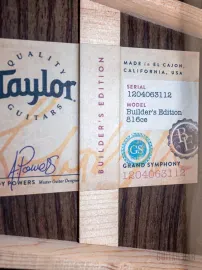 QUALITY
Taylor
GUITARS
BUILDER'S EDITION
MADE IN EL CAJON,
CALIFORNIA, USA
SERIAL
1204063112
MODEL
Builder's Edition
816ce
GS
GRAND SYMPHONY
1204063112
A Powers
Y POWERS Master Guitar Designer